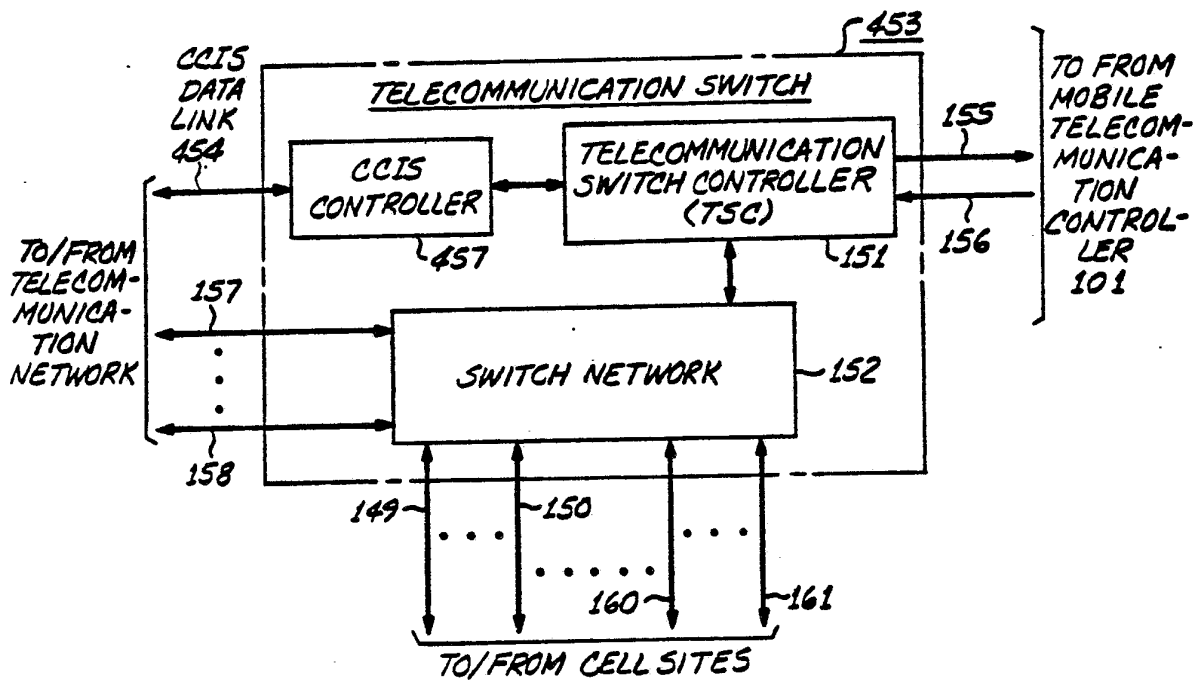 453
CCIS
DATA
LINK
454
TELECOMMUNICATION SWITCH
CCIS
CONTROLLER
457
TELECOMMUNICATION
SWITCH CONTROLLER
(TSC)
151
155
156
TO FROM
MOBILE
TELECOM-
MUNICA-
TION
CONTROL-
LER
101
TO/FROM
TELECOM-
MUNICA-
TION
NETWORK
157
158
SWITCH NETWORK
152
149
150
160
161
TO/FROM CELL SITES